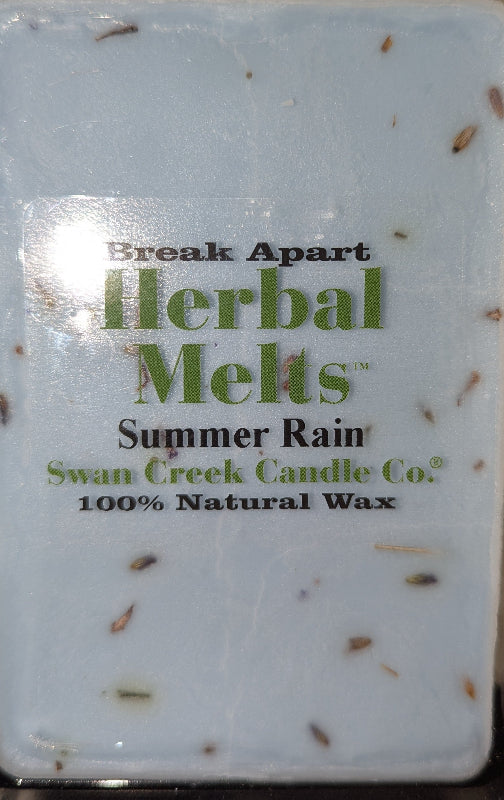 Break Apart
Herbal
Melts™
Summer Rain
Swan Creek Candle Co.®
100% Natural Wax